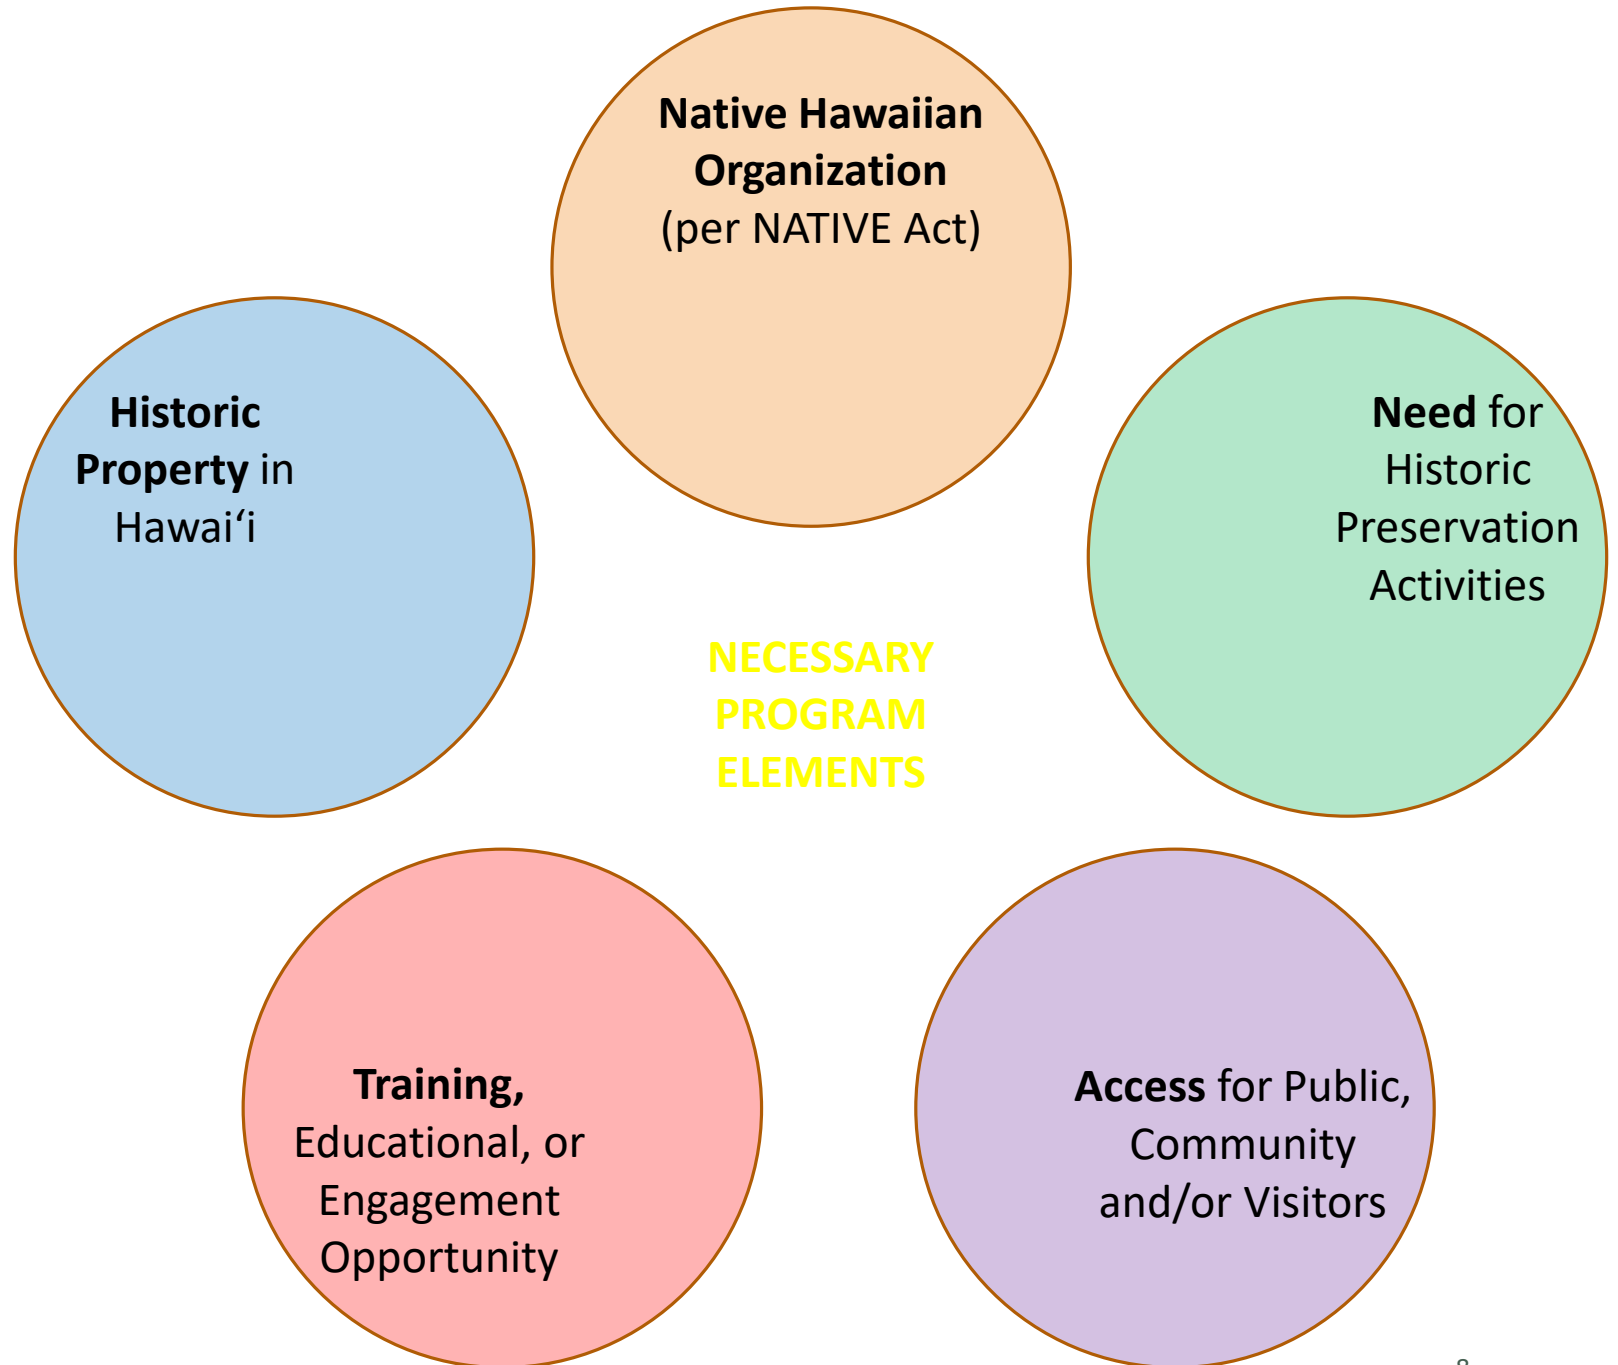 Native Hawaiian
Organization
(per NATIVE Act)
Historic
Property in
Hawaiʻi
Need for
Historic
Preservation
Activities
NECESSARY
PROGRAM
ELEMENTS
Training,
Educational, or
Engagement
Opportunity
Access for Public,
Community
and/or Visitors